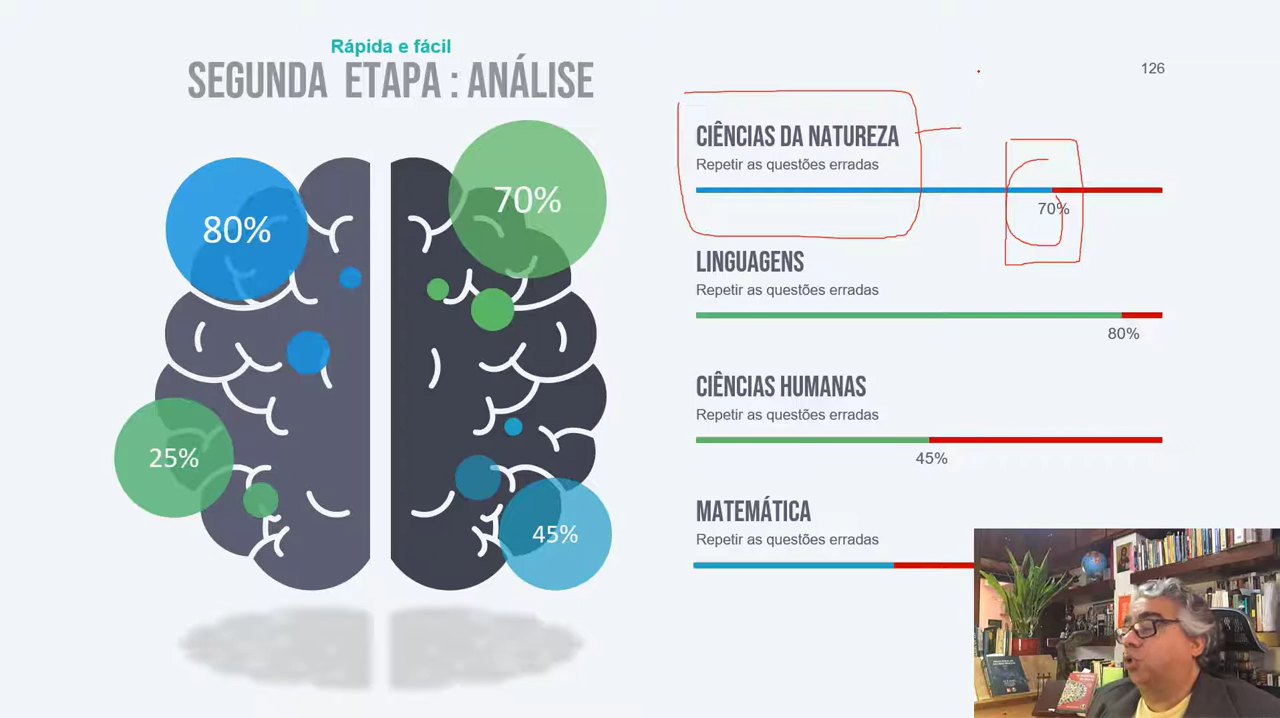 Rápida e fácil
SEGUNDA ETAPA : ANÁLISE
80%
70%
25%
45%
126
CIÊNCIAS DA NATUREZA
Repetir as questões erradas
70%
LINGUAGENS
Repetir as questões erradas
80%
CIÊNCIAS HUMANAS
Repetir as questões erradas
45%
MATEMÁTICA
Repetir as questões erradas